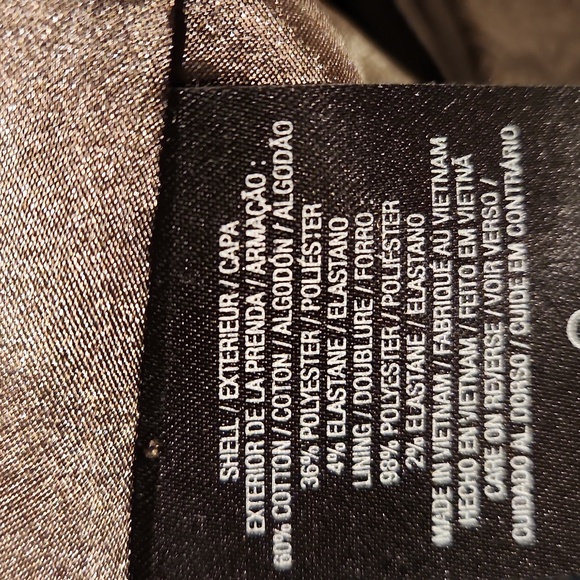 SHELL / EXTERIEUR / CAPA
EXTERIOR DE LA PRENDA / ARMAÇÃO :
60% COTTON / COTON / ALGODÓN / ALGODÃO
36% POLYESTER / POLIÉSTER
4% ELASTANE / ELASTANO
LINING / DOUBLURE / FORRO
98% POLYESTER / POLIÉSTER
2% ELASTANE / ELASTANO
MADE IN VIETNAM / FABRIQUÉ AU VIETNAM
HECHO EN VIETNAM / FEITO EM VIETNÃ
CARE ON REVERSE / VOIR VERSO /
CUIDADO AL DORSO / CUIDE EM CONTRÁRIO